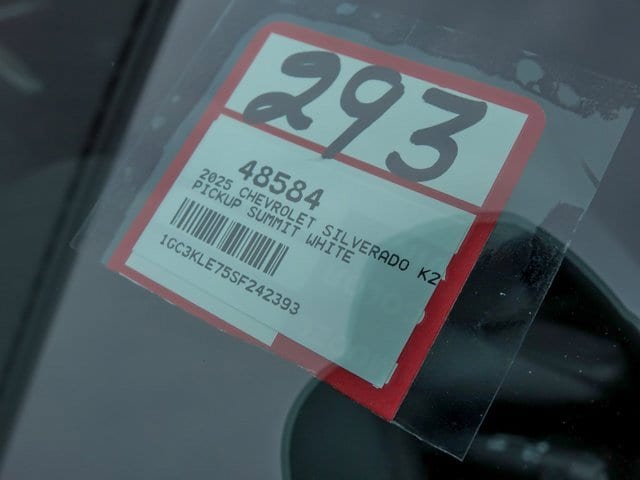 293
48584
2025 CHEVROLET SILVERADO K2
PICKUP SUMMIT WHITE
1GC3KLE75SF242393